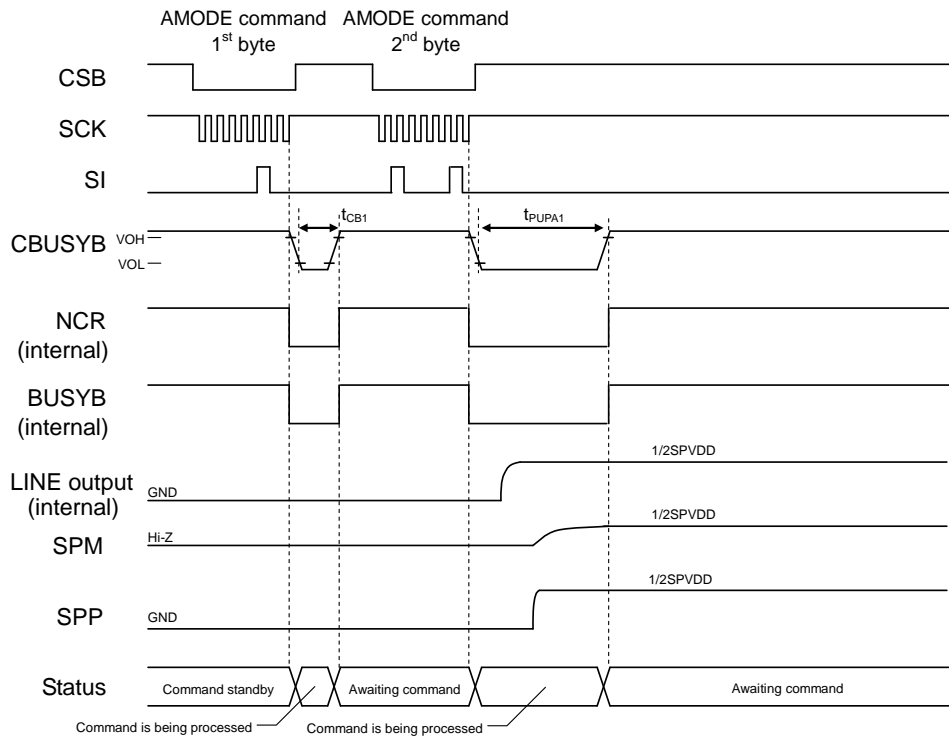 AMODE command
1st byte
AMODE command
2nd byte
CSB
SCK
SI
tCB1
tPUPA1
CBUSYB
VOH
VOL
NCR
(internal)
BUSYB
(internal)
LINE output
(internal)
GND
1/2SPVDD
SPM
Hi-Z
1/2SPVDD
SPP
GND
1/2SPVDD
Status
Command standby
Awaiting command
Awaiting command
Command is being processed
Command is being processed